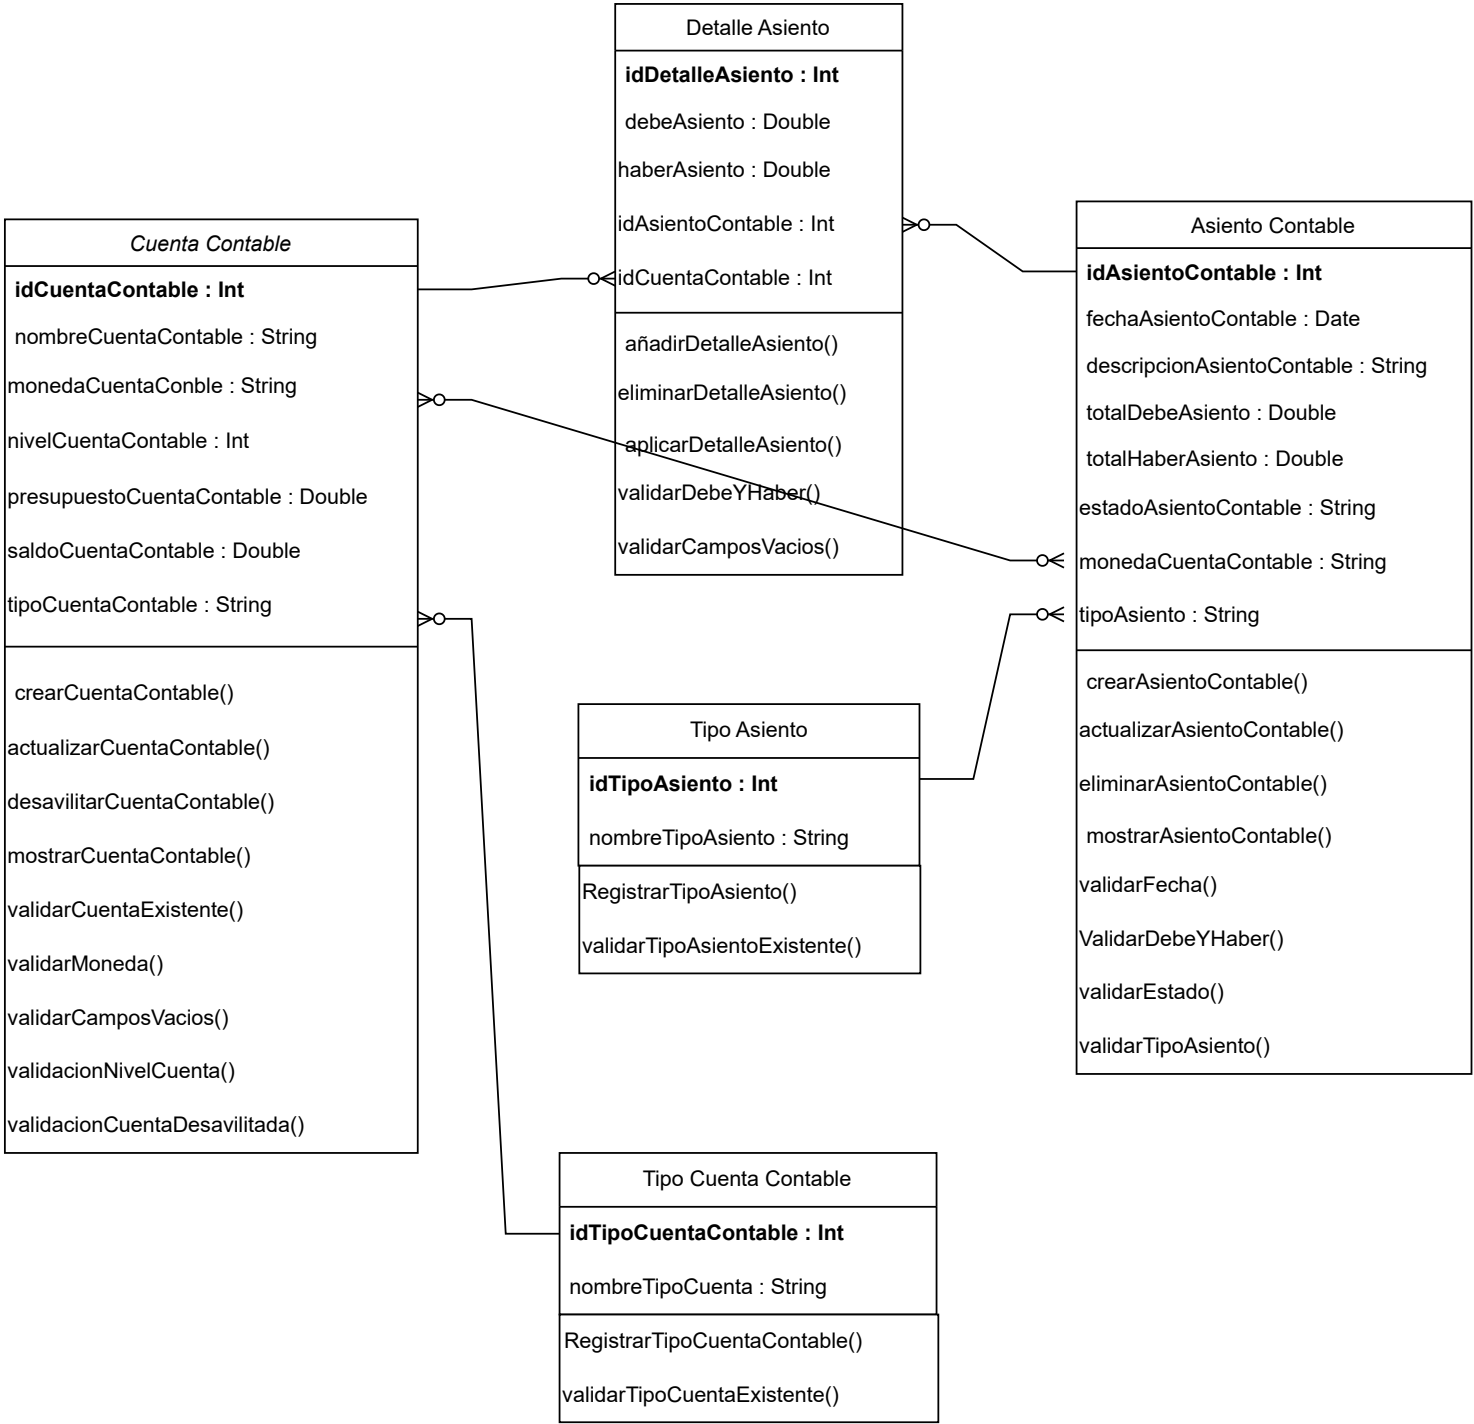 Detalle Asiento
idDetalleAsiento : Int
debeAsiento : Double
haberAsiento : Double
idAsientoContable : Int
idCuentaContable : Int
añadirDetalleAsiento()
eliminarDetalleAsiento()
aplicarDetalleAsiento()
validarDebeYHaber()
validarCamposVacios()
Cuenta Contable
idCuentaContable : Int
nombreCuentaContable : String
monedaCuentaConble : String
nivelCuentaContable : Int
presupuestoCuentaContable : Double
saldoCuentaContable : Double
tipoCuentaContable : String
crearCuentaContable()
actualizarCuentaContable()
desavilitarCuentaContable()
mostrarCuentaContable()
validarCuentaExistente()
validarMoneda()
validarCamposVacios()
validacionNivelCuenta()
validacionCuentaDesavilitada()
Asiento Contable
idAsientoContable : Int
fechaAsientoContable : Date
descripcionAsientoContable : String
totalDebeAsiento : Double
totalHaberAsiento : Double
estadoAsientoContable : String
monedaCuentaContable : String
tipoAsiento : String
crearAsientoContable()
actualizarAsientoContable()
eliminarAsientoContable()
mostrarAsientoContable()
validarFecha()
ValidarDebeYHaber()
validarEstado()
validarTipoAsiento()
Tipo Asiento
idTipoAsiento : Int
nombreTipoAsiento : String
RegistrarTipoAsiento()
validarTipoAsientoExistente()
Tipo Cuenta Contable
idTipoCuentaContable : Int
nombreTipoCuenta : String
RegistrarTipoCuentaContable()
validarTipoCuentaExistente()